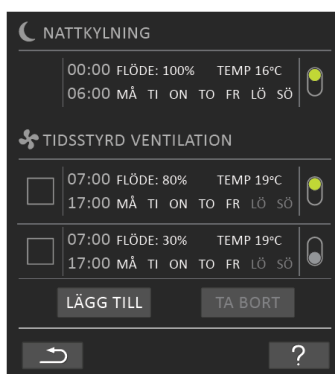 NATTKYLNING
00:00 FLÖDE: 100% TEMP 16°C
06:00 MÅ TI ON TO FR LÖ SÖ
TIDSSTYRD VENTILATION
07:00 FLÖDE: 80% TEMP 19°C
17:00 MÅ TI ON TO FR LÖ SÖ
07:00 FLÖDE: 30% TEMP 19°C
17:00 MÅ TI ON TO FR LÖ SÖ
LÄGG TILL TA BORT
?